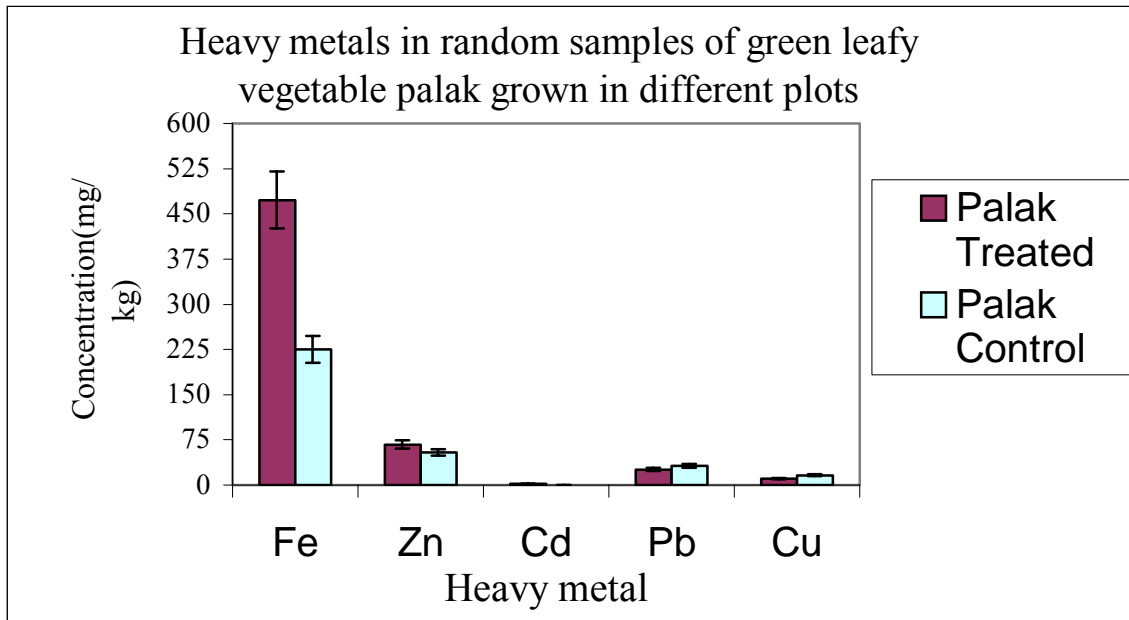 Heavy metals in random samples of green leafy
vegetable palak grown in different plots
600
525
450
375
300
225
150
75
0
Concentration(mg/
kg)
Fe Zn Cd Pb Cu
Heavy metal
Palak
Treated
Palak
Control